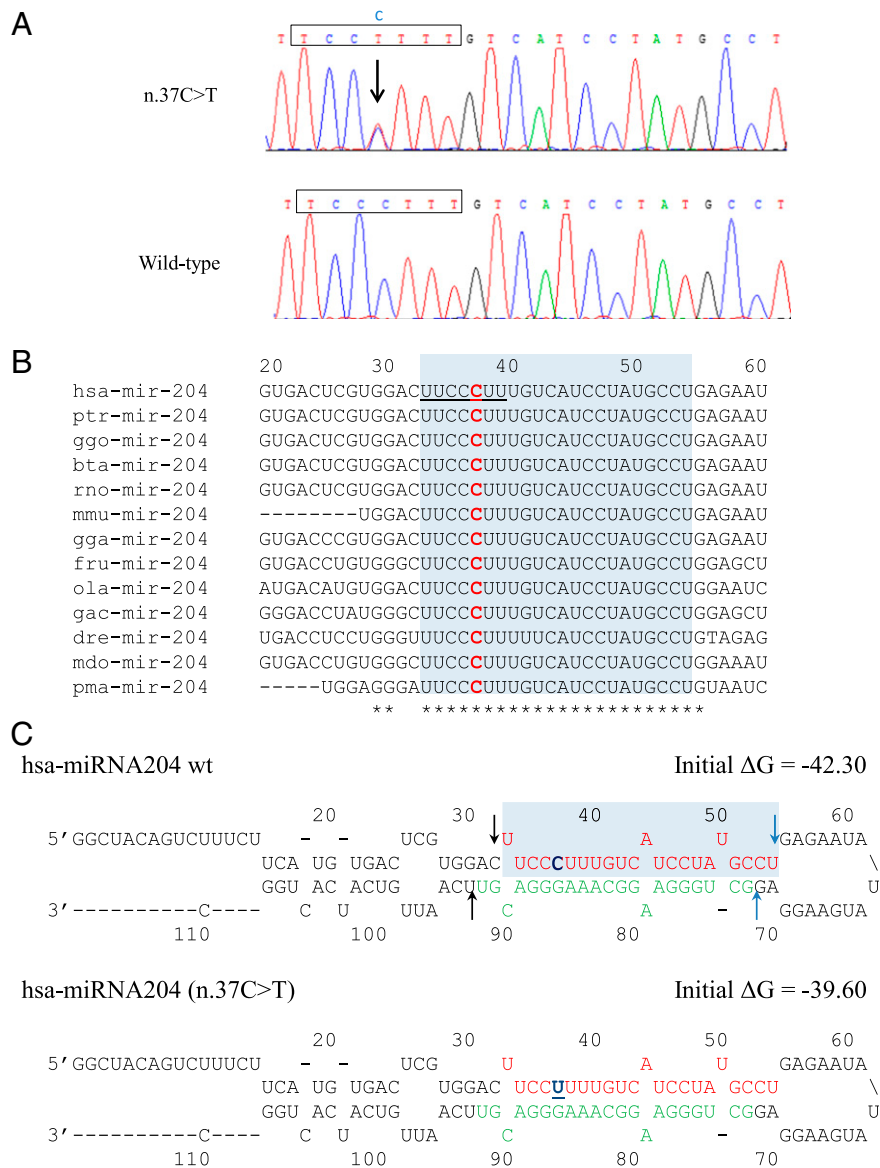 A
C
T T C C T T T T G T C A T C C T A T G C C T
n.37C>T
T T C C C T T T G T C A T C C T A T G C C T
Wild-type
B
20 30 40 50 60
hsa-mir-204 GUGACUCGUGGACUUCCCUUUGUCAUCCUAUGCCUGAGAAU
ptr-mir-204 GUGACUCGUGGACUUCCCUUUGUCAUCCUAUGCCUGAGAAU
ggo-mir-204 GUGACUCGUGGACUUCCCUUUGUCAUCCUAUGCCUGAGAAU
bta-mir-204 GUGACUCGUGGACUUCCCUUUGUCAUCCUAUGCCUGAGAAU
rno-mir-204 GUGACUCGUGGACUUCCCUUUGUCAUCCUAUGCCUGAGAAU
mmu-mir-204 --------UGGACUUCCCUUUGUCAUCCUAUGCCUGAGAAU
gga-mir-204 GUGACCCGUGGACUUCCCUUUGUCAUCCUAUGCCUGAGAAU
fru-mir-204 GUGACCUGUGGGCUUCCCUUUGUCAUCCUAUGCCUGGAGCU
ola-mir-204 AUGACAUGUGGACUUCCCUUUGUCAUCCUAUGCCUGGAAUC
gac-mir-204 GGGACCUAUGGGCUUCCCUUUGUCAUCCUAUGCCUGGAGCU
dre-mir-204 UGACCUCCUGGGUUUCCCUUUUUCAUCCUAUGCCUGTAGAG
mdo-mir-204 GUGACCUGUGGGCUUCCCUUUGUCAUCCUAUGCCUGGAAAU
pma-mir-204 -----UGGAGGGAUUCCCUUUGUCAUCCUAUGCCUGUAAUC
** ***********************
C
hsa-miRNA204 wt Initial ΔG = -42.30
20 30 40 50 60
5′GGCUACAGUCUUUCU - - UCG U A U GAGAAUA
UCA UG UGAC UGGAC UUCCCUUUGUC UCCUA GCCU \
GGU AC ACUG ACUUG AGGGAAACGG AGGGU CGGA U
3′----------C---- C U UUA C A - GGAAGUA
110 100 90 80 70
hsa-miRNA204 (n.37C>T) Initial ΔG = -39.60
20 30 40 50 60
5′GGCUACAGUCUUUCU - - UCG U A U GAGAAUA
UCA UG UGAC UGGAC UUCCUUUUGUC UCCUA GCCU \
GGU AC ACUG ACUUG AGGGAAACGG AGGGU CGGA U
3′----------C---- C U UUA C A - GGAAGUA
110 100 90 80 70